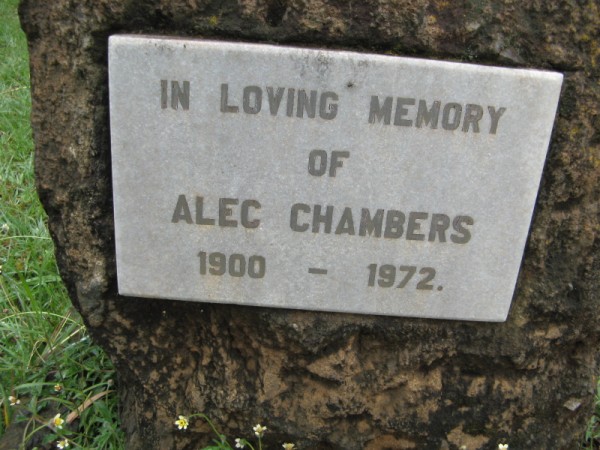 IN LOVING MEMORY
OF
ALEC CHAMBERS
1900 - 1972.